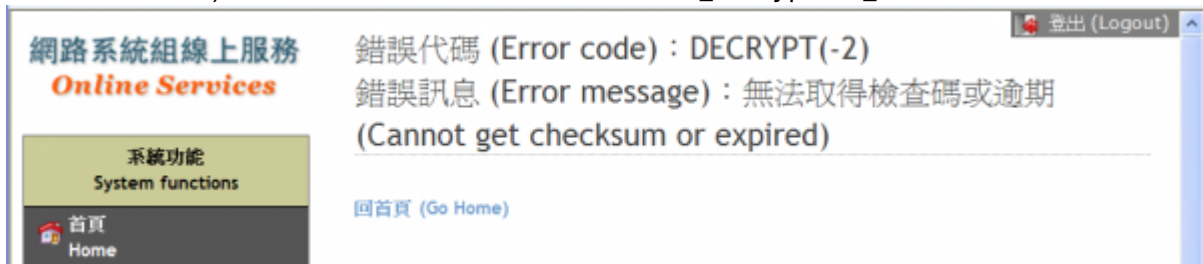 登出 (Logout)
網路系統組線上服務
Online Services
錯誤代碼 (Error code)：DECRYPT(-2)
錯誤訊息 (Error message)：無法取得檢查碼或逾期
(Cannot get checksum or expired)
系統功能
System functions
回首頁 (Go Home)
首頁
Home